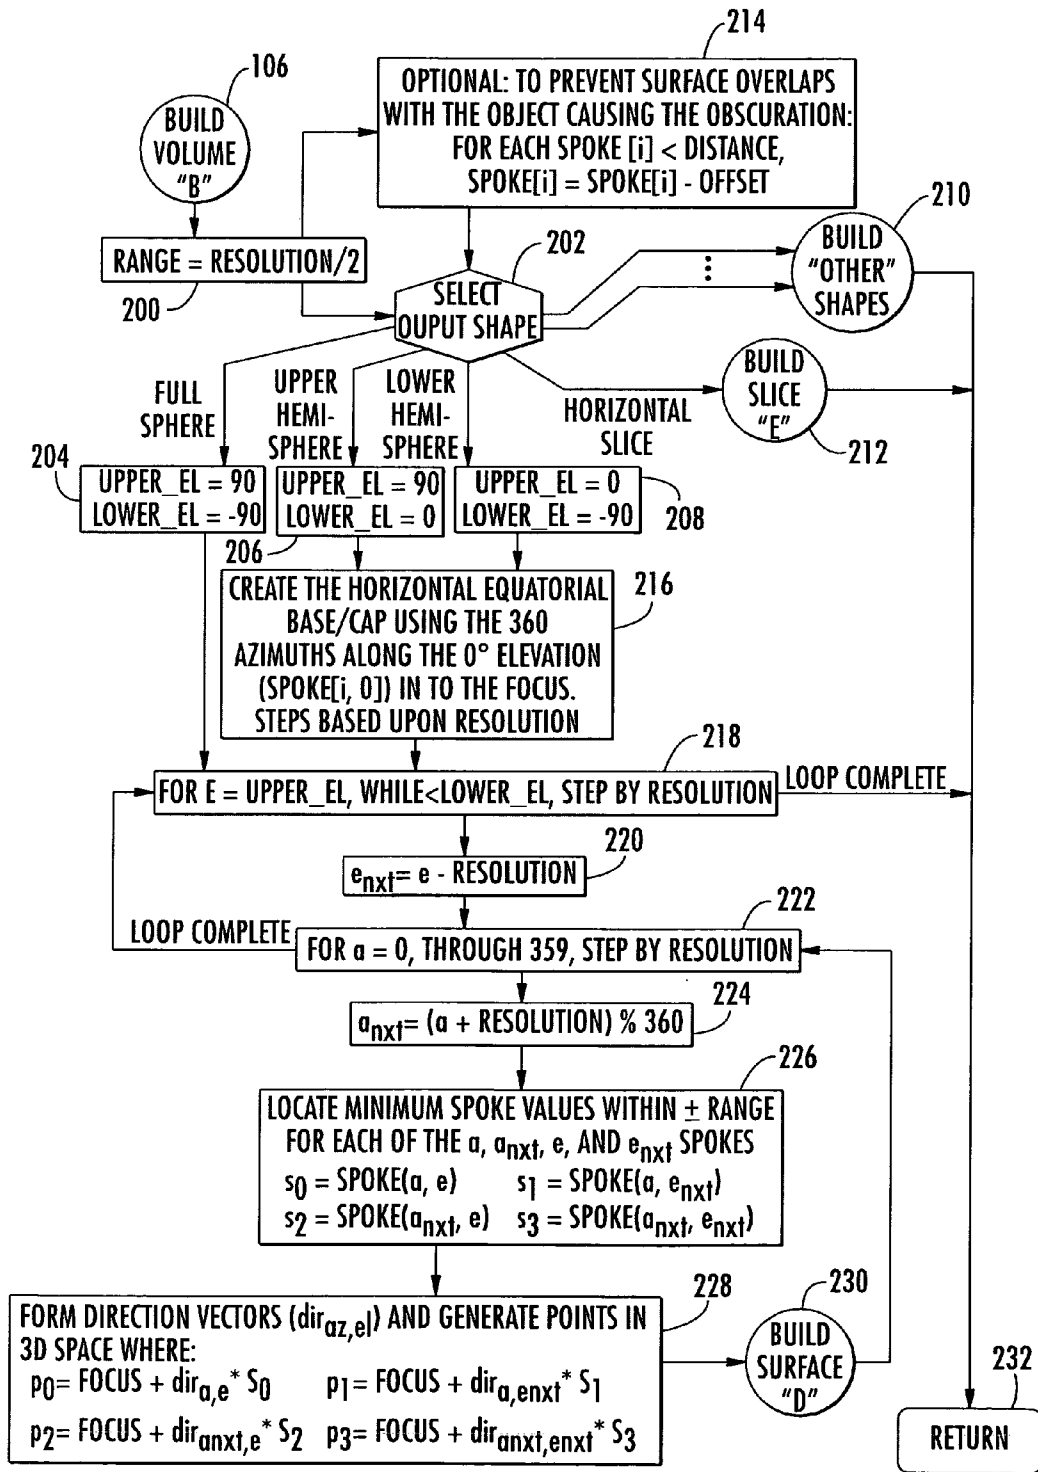 214
OPTIONAL: TO PREVENT SURFACE OVERLAPS
WITH THE OBJECT CAUSING THE OBSCURATION:
FOR EACH SPOKE [i] < DISTANCE,
SPOKE[i] = SPOKE[i] - OFFSET
106
BUILD
VOLUME
"B"
RANGE = RESOLUTION/2
200
202
SELECT
OUPUT SHAPE
210
BUILD
"OTHER"
SHAPES
BUILD
SLICE
"E"
212
FULL
SPHERE
UPPER
HEMI-
SPHERE
LOWER
HEMI-
SPHERE
HORIZONTAL
SLICE
204
UPPER_EL = 90
LOWER_EL = -90
206
UPPER_EL = 90
LOWER_EL = 0
208
UPPER_EL = 0
LOWER_EL = -90
216
CREATE THE HORIZONTAL EQUATORIAL
BASE/CAP USING THE 360
AZIMUTHS ALONG THE 0° ELEVATION
(SPOKE[i, 0]) IN TO THE FOCUS.
STEPS BASED UPON RESOLUTION
218
FOR E = UPPER_EL, WHILE<LOWER_EL, STEP BY RESOLUTION
LOOP COMPLETE
220
enxt= e - RESOLUTION
222
LOOP COMPLETE
FOR a = 0, THROUGH 359, STEP BY RESOLUTION
224
anxt= (a + RESOLUTION) % 360
226
LOCATE MINIMUM SPOKE VALUES WITHIN ± RANGE
FOR EACH OF THE a, anxt, e, AND enxt SPOKES
s0 = SPOKE(a, e) s1 = SPOKE(a, enxt)
s2 = SPOKE(anxt, e) s3 = SPOKE(anxt, enxt)
228
FORM DIRECTION VECTORS (diraz,el) AND GENERATE POINTS IN
3D SPACE WHERE:
p0= FOCUS + dira,e* S0 p1= FOCUS + dira,enxt* S1
p2= FOCUS + diranxt,e* S2 p3= FOCUS + diranxt,enxt* S3
230
BUILD
SURFACE
"D"
232
RETURN